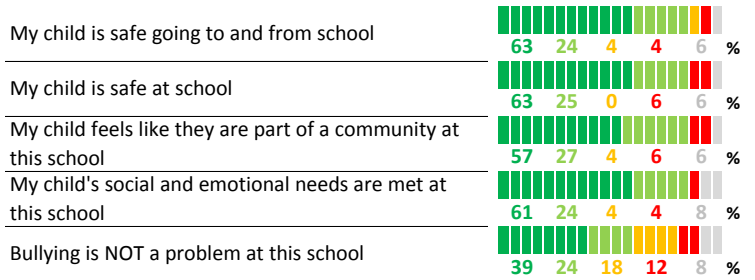 My child is safe going to and from school
63 24 4 4 6 %
My child is safe at school
63 25 0 6 6 %
My child feels like they are part of a community at
this school
57 27 4 6 6 %
My child's social and emotional needs are met at
this school
61 24 4 4 8 %
Bullying is NOT a problem at this school
39 24 18 12 8 %